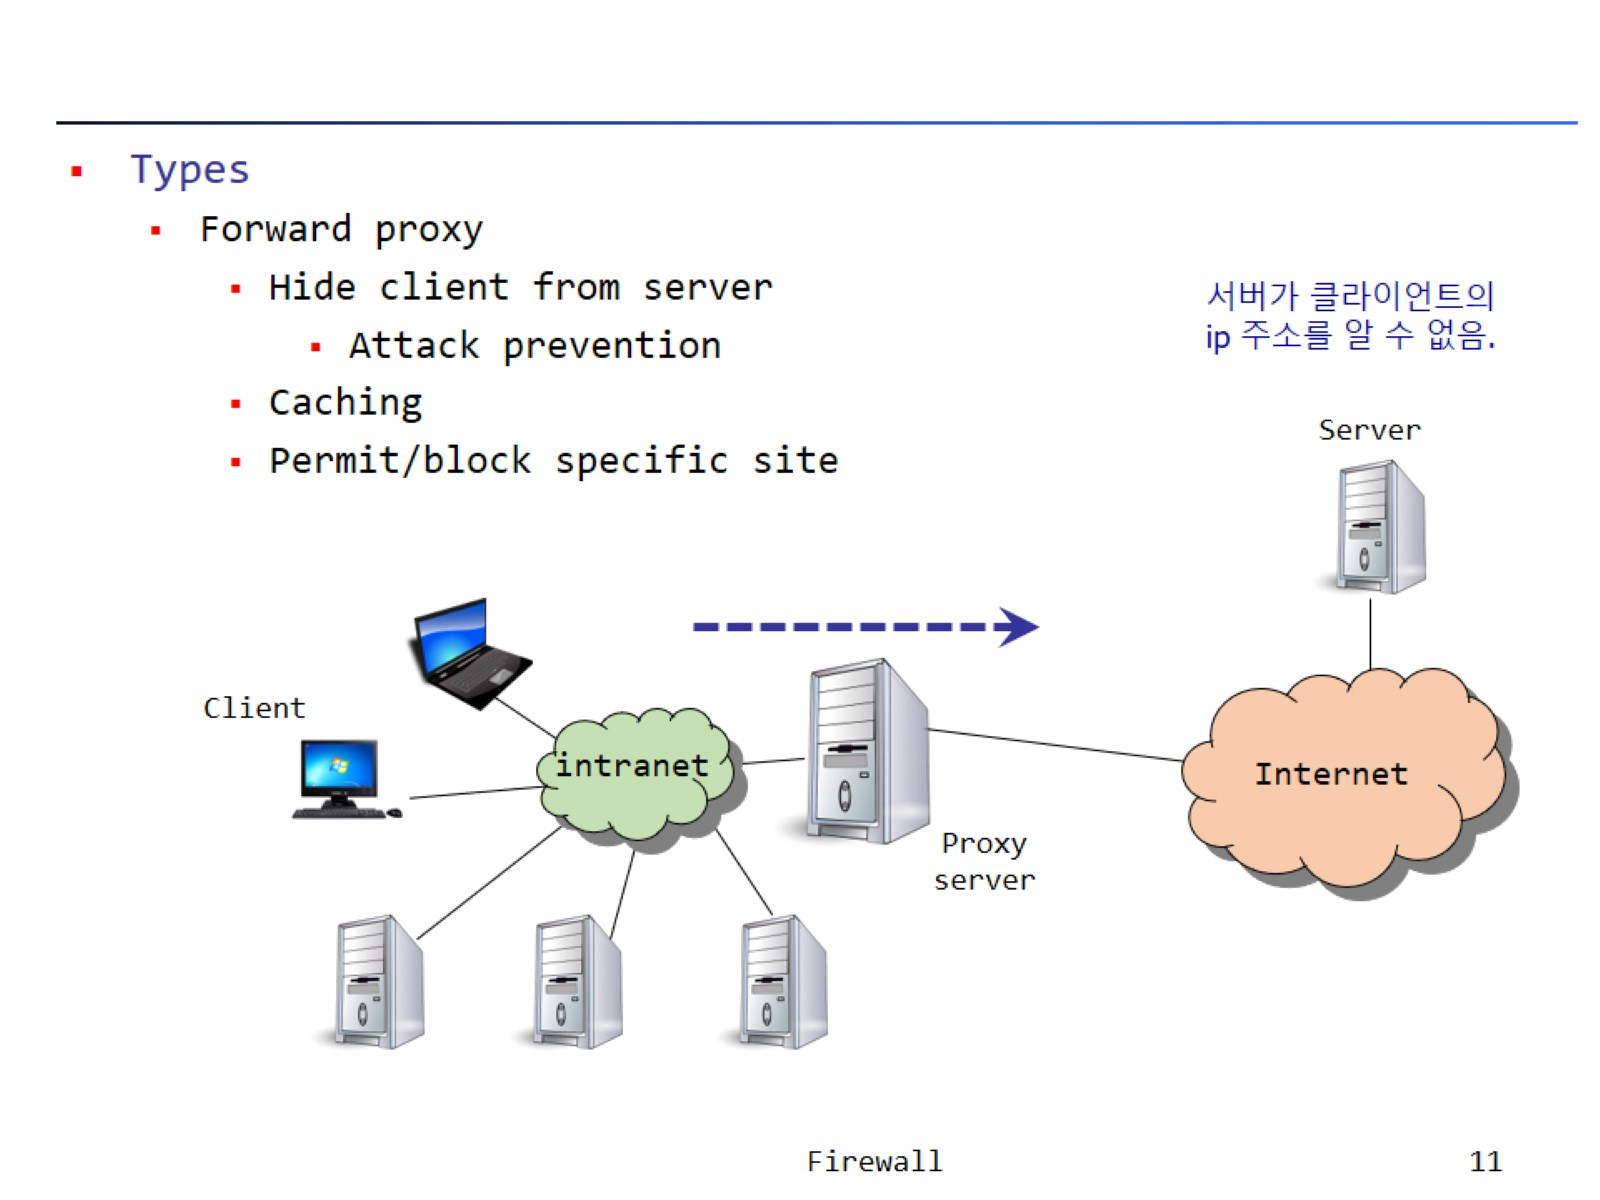 Types
Forward proxy
Hide client from server
Attack prevention
Caching
Permit/block specific site
서버가 클라이언트의
ip 주소를 알 수 없음.
Server
Client
intranet
Internet
Proxy
server
Firewall
11